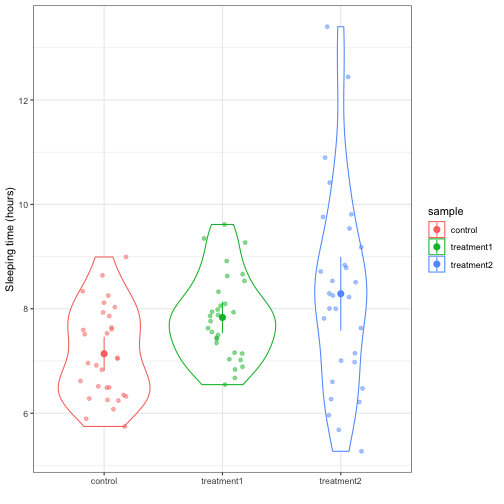 Sleeping time (hours)
12
10
8
6
control
treatment1
treatment2
sample
control
treatment1
treatment2